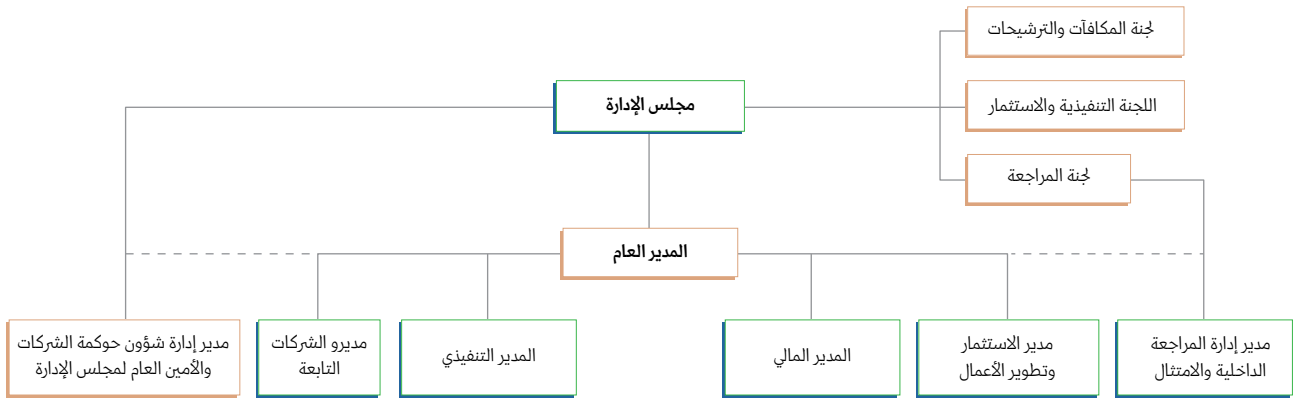 لجنة المكافآت والترشيحات
مجلس الإدارة
اللجنة التنفيذية والاستثمار
لجنة المراجعة
المدير العام
مدير إدارة المراجعة
الداخلية والامتثال
مدير الاستثمار
وتطوير الأعمال
المدير المالي
المدير التنفيذي
مديرو الشركات
التابعة
مدير إدارة شؤون حوكمة الشركات
والأمين العام لمجلس الإدارة